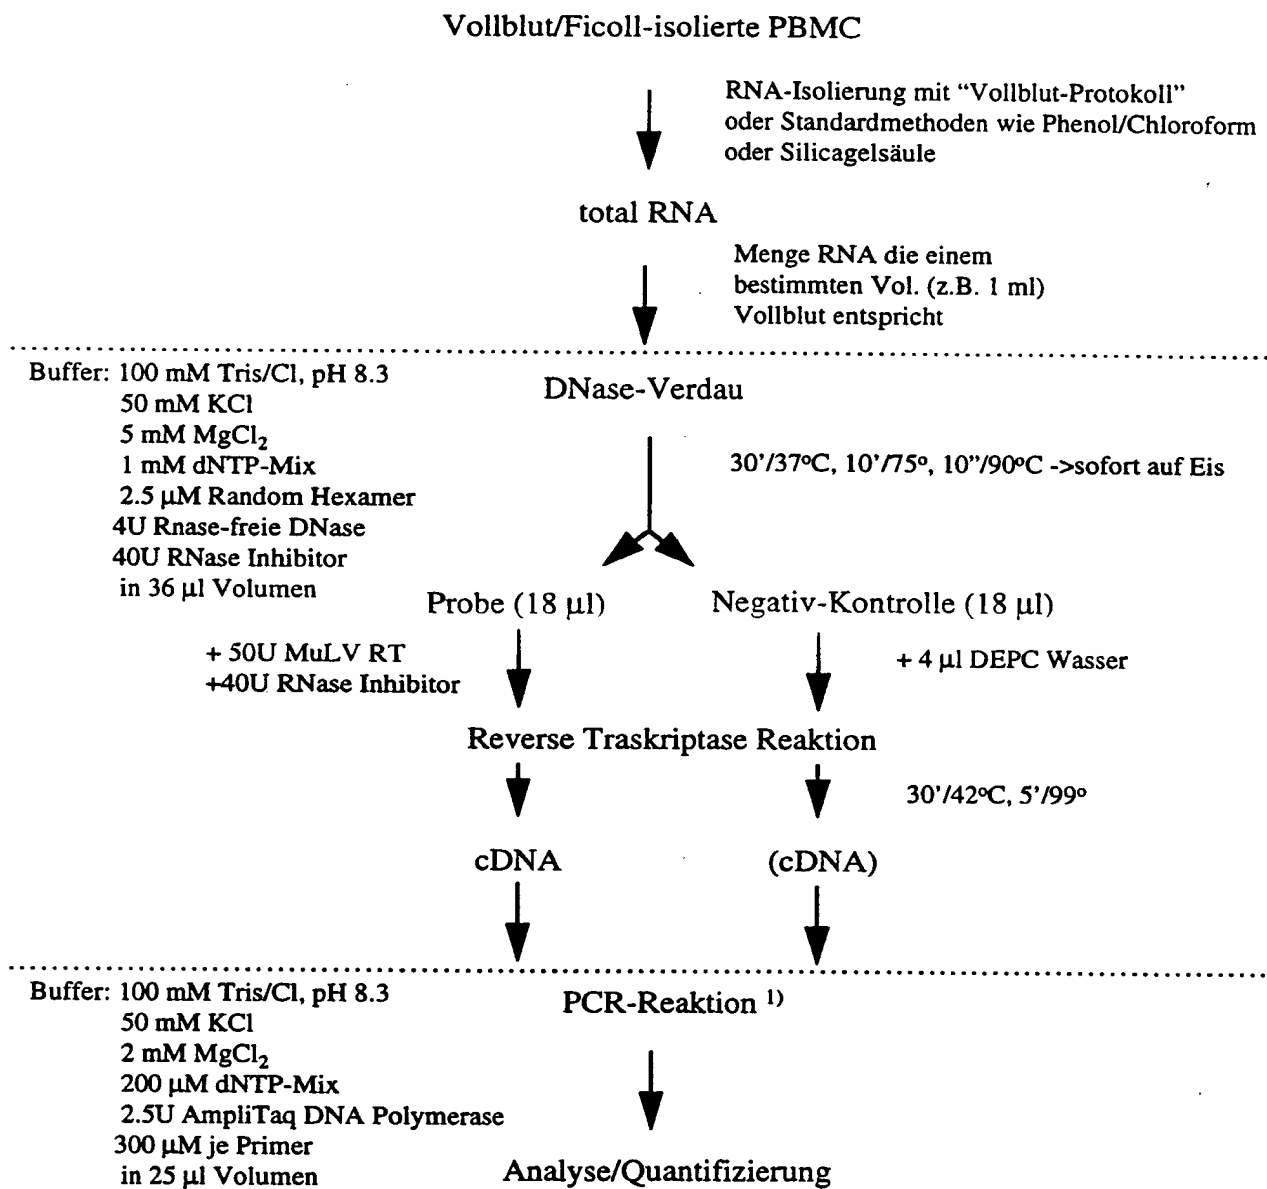 Vollblut/Ficoll-isolierte PBMC
RNA-Isolierung mit “Vollblut-Protokoll”
oder Standardmethoden wie Phenol/Chloroform
oder Silicagelsäule
total RNA
Menge RNA die einem
bestimmten Vol. (z.B. 1 ml)
Vollblut entspricht
Buffer: 100 mM Tris/Cl, pH 8.3
50 mM KCl
5 mM MgCl₂
1 mM dNTP-Mix
2.5 µM Random Hexamer
4U Rnase-freie DNase
40U RNase Inhibitor
in 36 µl Volumen
DNase-Verdau
30’/37ºC, 10’/75º, 10”/90ºC ->sofort auf Eis
Probe (18 µl)
Negativ-Kontrolle (18 µl)
+ 50U MuLV RT
+40U RNase Inhibitor
+ 4 µl DEPC Wasser
Reverse Traskriptase Reaktion
30’/42ºC, 5’/99º
cDNA
(cDNA)
Buffer: 100 mM Tris/Cl, pH 8.3
50 mM KCl
2 mM MgCl₂
200 µM dNTP-Mix
2.5U AmpliTaq DNA Polymerase
300 µM je Primer
in 25 µl Volumen
PCR-Reaktion ¹⁾
Analyse/Quantifizierung